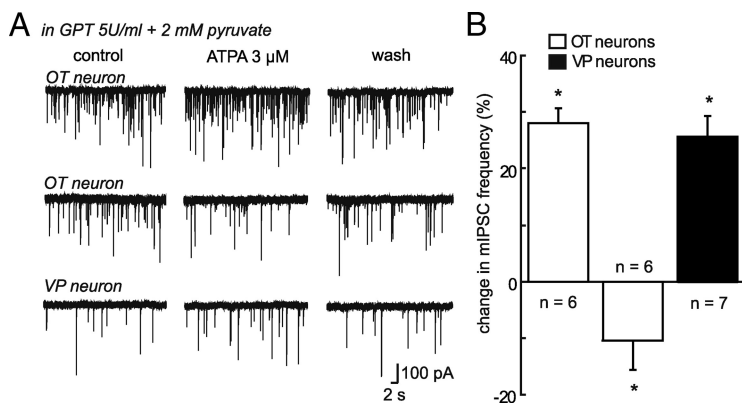 A
in GPT 5U/ml + 2 mM pyruvate
control
ATPA 3 µM
wash
OT neuron
OT neuron
VP neuron
100 pA
2 s
B
OT neurons
VP neurons
change in mIPSC frequency (%)
40
20
0
-20
*
*
*
n = 6
n = 6
n = 7